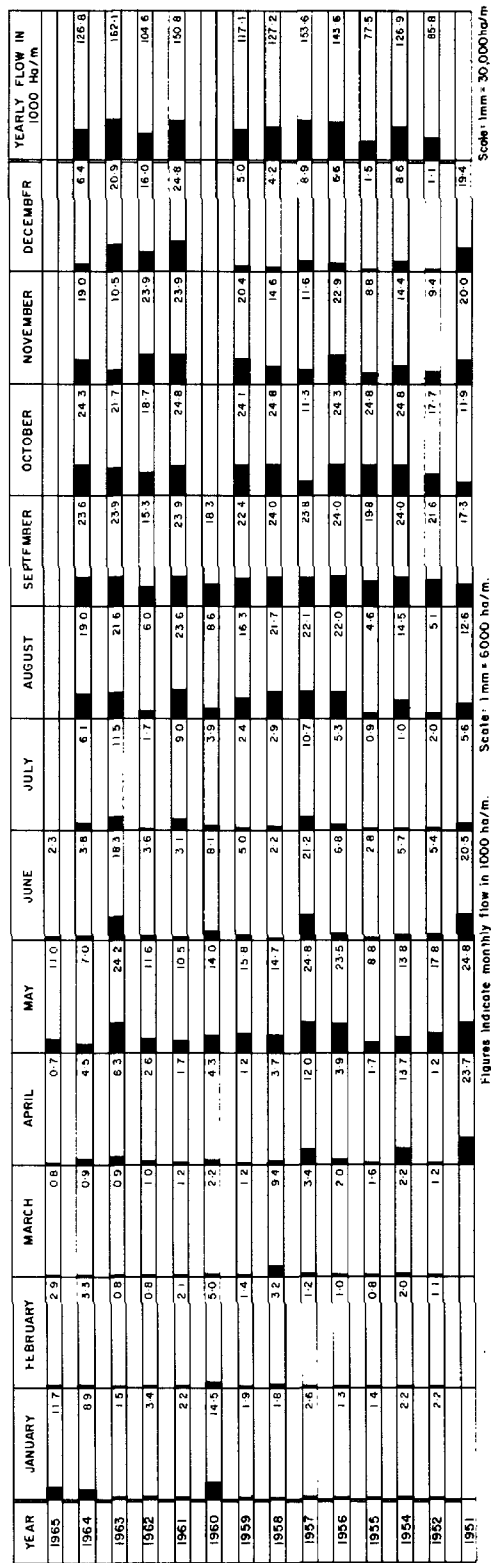 YEAR JANUARY FEBRUARY MARCH APRIL MAY JUNE JULY AUGUST SEPTEMBER OCTOBER NOVEMBER DECEMBER YEARLY FLOW IN
1000 Ha/m
1965 11·7 2·9 0·8 0·7 11·0 2·3
1964 8·9 3·3 0·9 4·5 7·0 3·8 6·1 19·0 23·6 24·3 19·0 6·4 126·8
1963 1·5 0·8 0·9 6·3 24·2 18·3 11·5 21·6 23·9 21·7 10·5 20·9 162·1
1962 3·4 0·8 1·0 2·6 11·6 3·6 1·7 6·0 15·3 18·7 23·9 16·0 104·6
1961 2·2 2·1 1·2 1·7 10·5 3·1 9·0 23·6 23·9 24·8 23·9 24·8 150·8
1960 14·5 5·0 2·2 4·3 14·0 8·1 3·9 8·6 18·3
1959 1·9 1·4 1·2 1·2 15·8 5·0 2·4 16·3 22·4 24·1 20·4 5·0 117·1
1958 1·8 3·2 9·4 3·7 14·7 2·2 2·9 21·7 24·0 24·8 14·6 4·2 127·2
1957 2·6 1·2 3·4 12·0 24·8 21·2 10·7 22·1 23·8 11·3 11·6 8·9 153·6
1956 1·3 1·0 2·0 3·9 23·5 6·8 5·3 22·0 24·0 24·3 22·9 6·6 143·6
1955 1·4 0·8 1·6 1·7 8·8 2·8 0·9 4·6 19·8 24·8 8·8 1·5 77·5
1954 2·2 2·0 2·2 13·7 13·8 5·7 1·0 14·5 24·0 24·8 14·4 8·6 126·9
1952 2·2 1·1 1·2 1·2 17·8 5·4 2·0 5·1 21·6 17·7 9·4 1·1 85·8
1951 23·7 24·8 20·5 5·6 12·6 17·3 11·9 20·0 19·4
Figures indicate monthly flow in 1000 ha/m. Scale: 1mm = 6000 ha/m. Scale: 1mm = 30,000ha/m